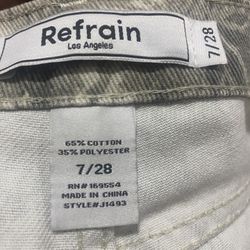 Refrain
Los Angeles
7/28
65% COTTON
35% POLYESTER
7/28
RN# 169554
MADE IN CHINA
STYLE#J1493